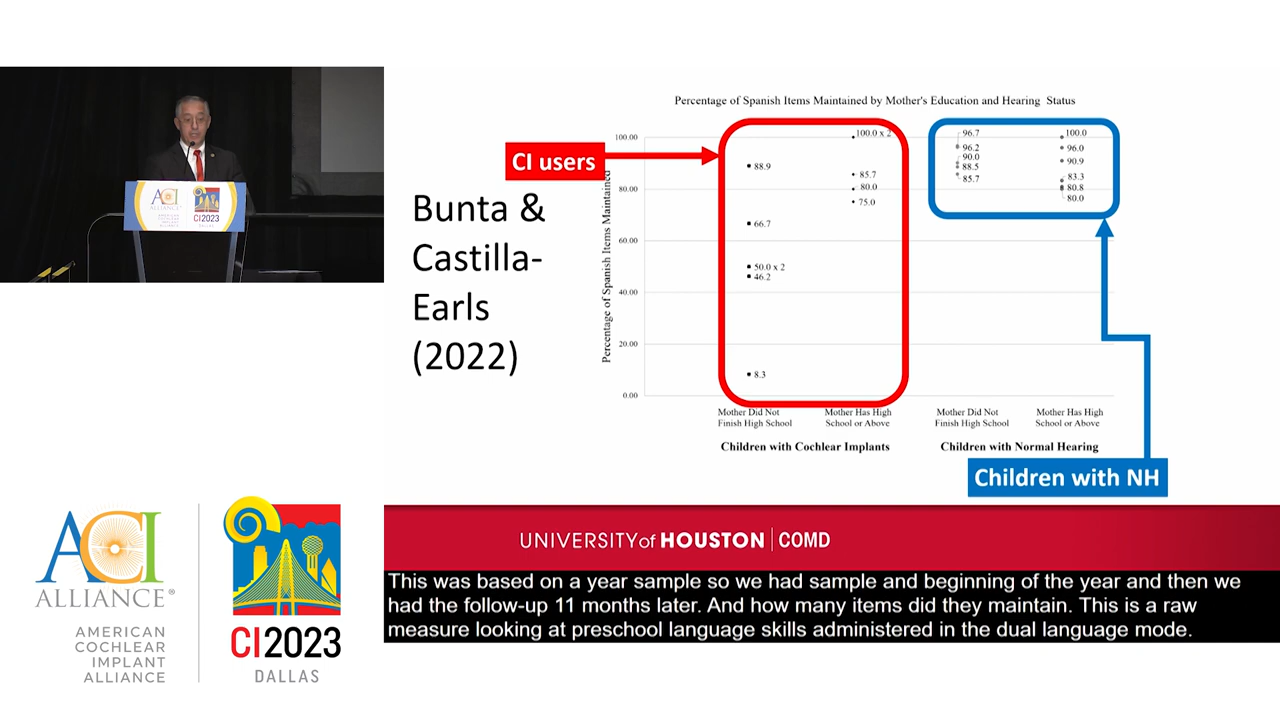 Percentage of Spanish Items Maintained by Mother's Education and Hearing Status
CI users
Bunta &
Castilla-
Earls
(2022)
Percentage of Spanish Items Maintained
100.00
80.00
60.00
40.00
20.00
0.00
88.9
66.7
50.0 x 2
46.2
8.3
100.0 x 2
85.7
80.0
75.0
96.7
96.2
90.0
88.5
85.7
100.0
96.0
90.9
83.3
80.8
80.0
Mother Did Not
Finish High School
Mother Has High
School or Above
Mother Did Not
Finish High School
Mother Has High
School or Above
Children with Cochlear Implants
Children with Normal Hearing
Children with NH
UNIVERSITY of HOUSTON | COMD
This was based on a year sample so we had sample and beginning of the year and then we
had the follow-up 11 months later. And how many items did they maintain. This is a raw
measure looking at preschool language skills administered in the dual language mode.
ACI
ALLIANCE
CI2023
ACI
ALLIANCE®
AMERICAN
COCHLEAR
IMPLANT
ALLIANCE
CI2023
DALLAS